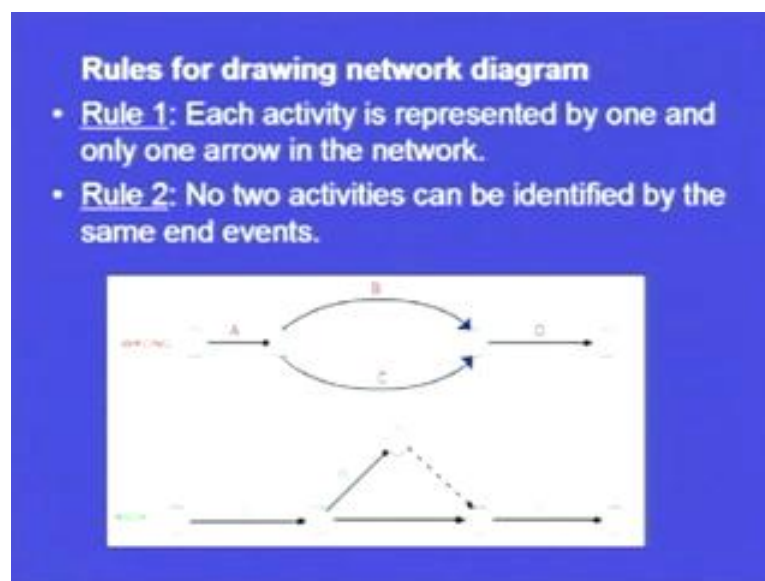 Rules for drawing network diagram
• Rule 1: Each activity is represented by one and
only one arrow in the network.
• Rule 2: No two activities can be identified by the
same end events.
B
WRONG A D
C